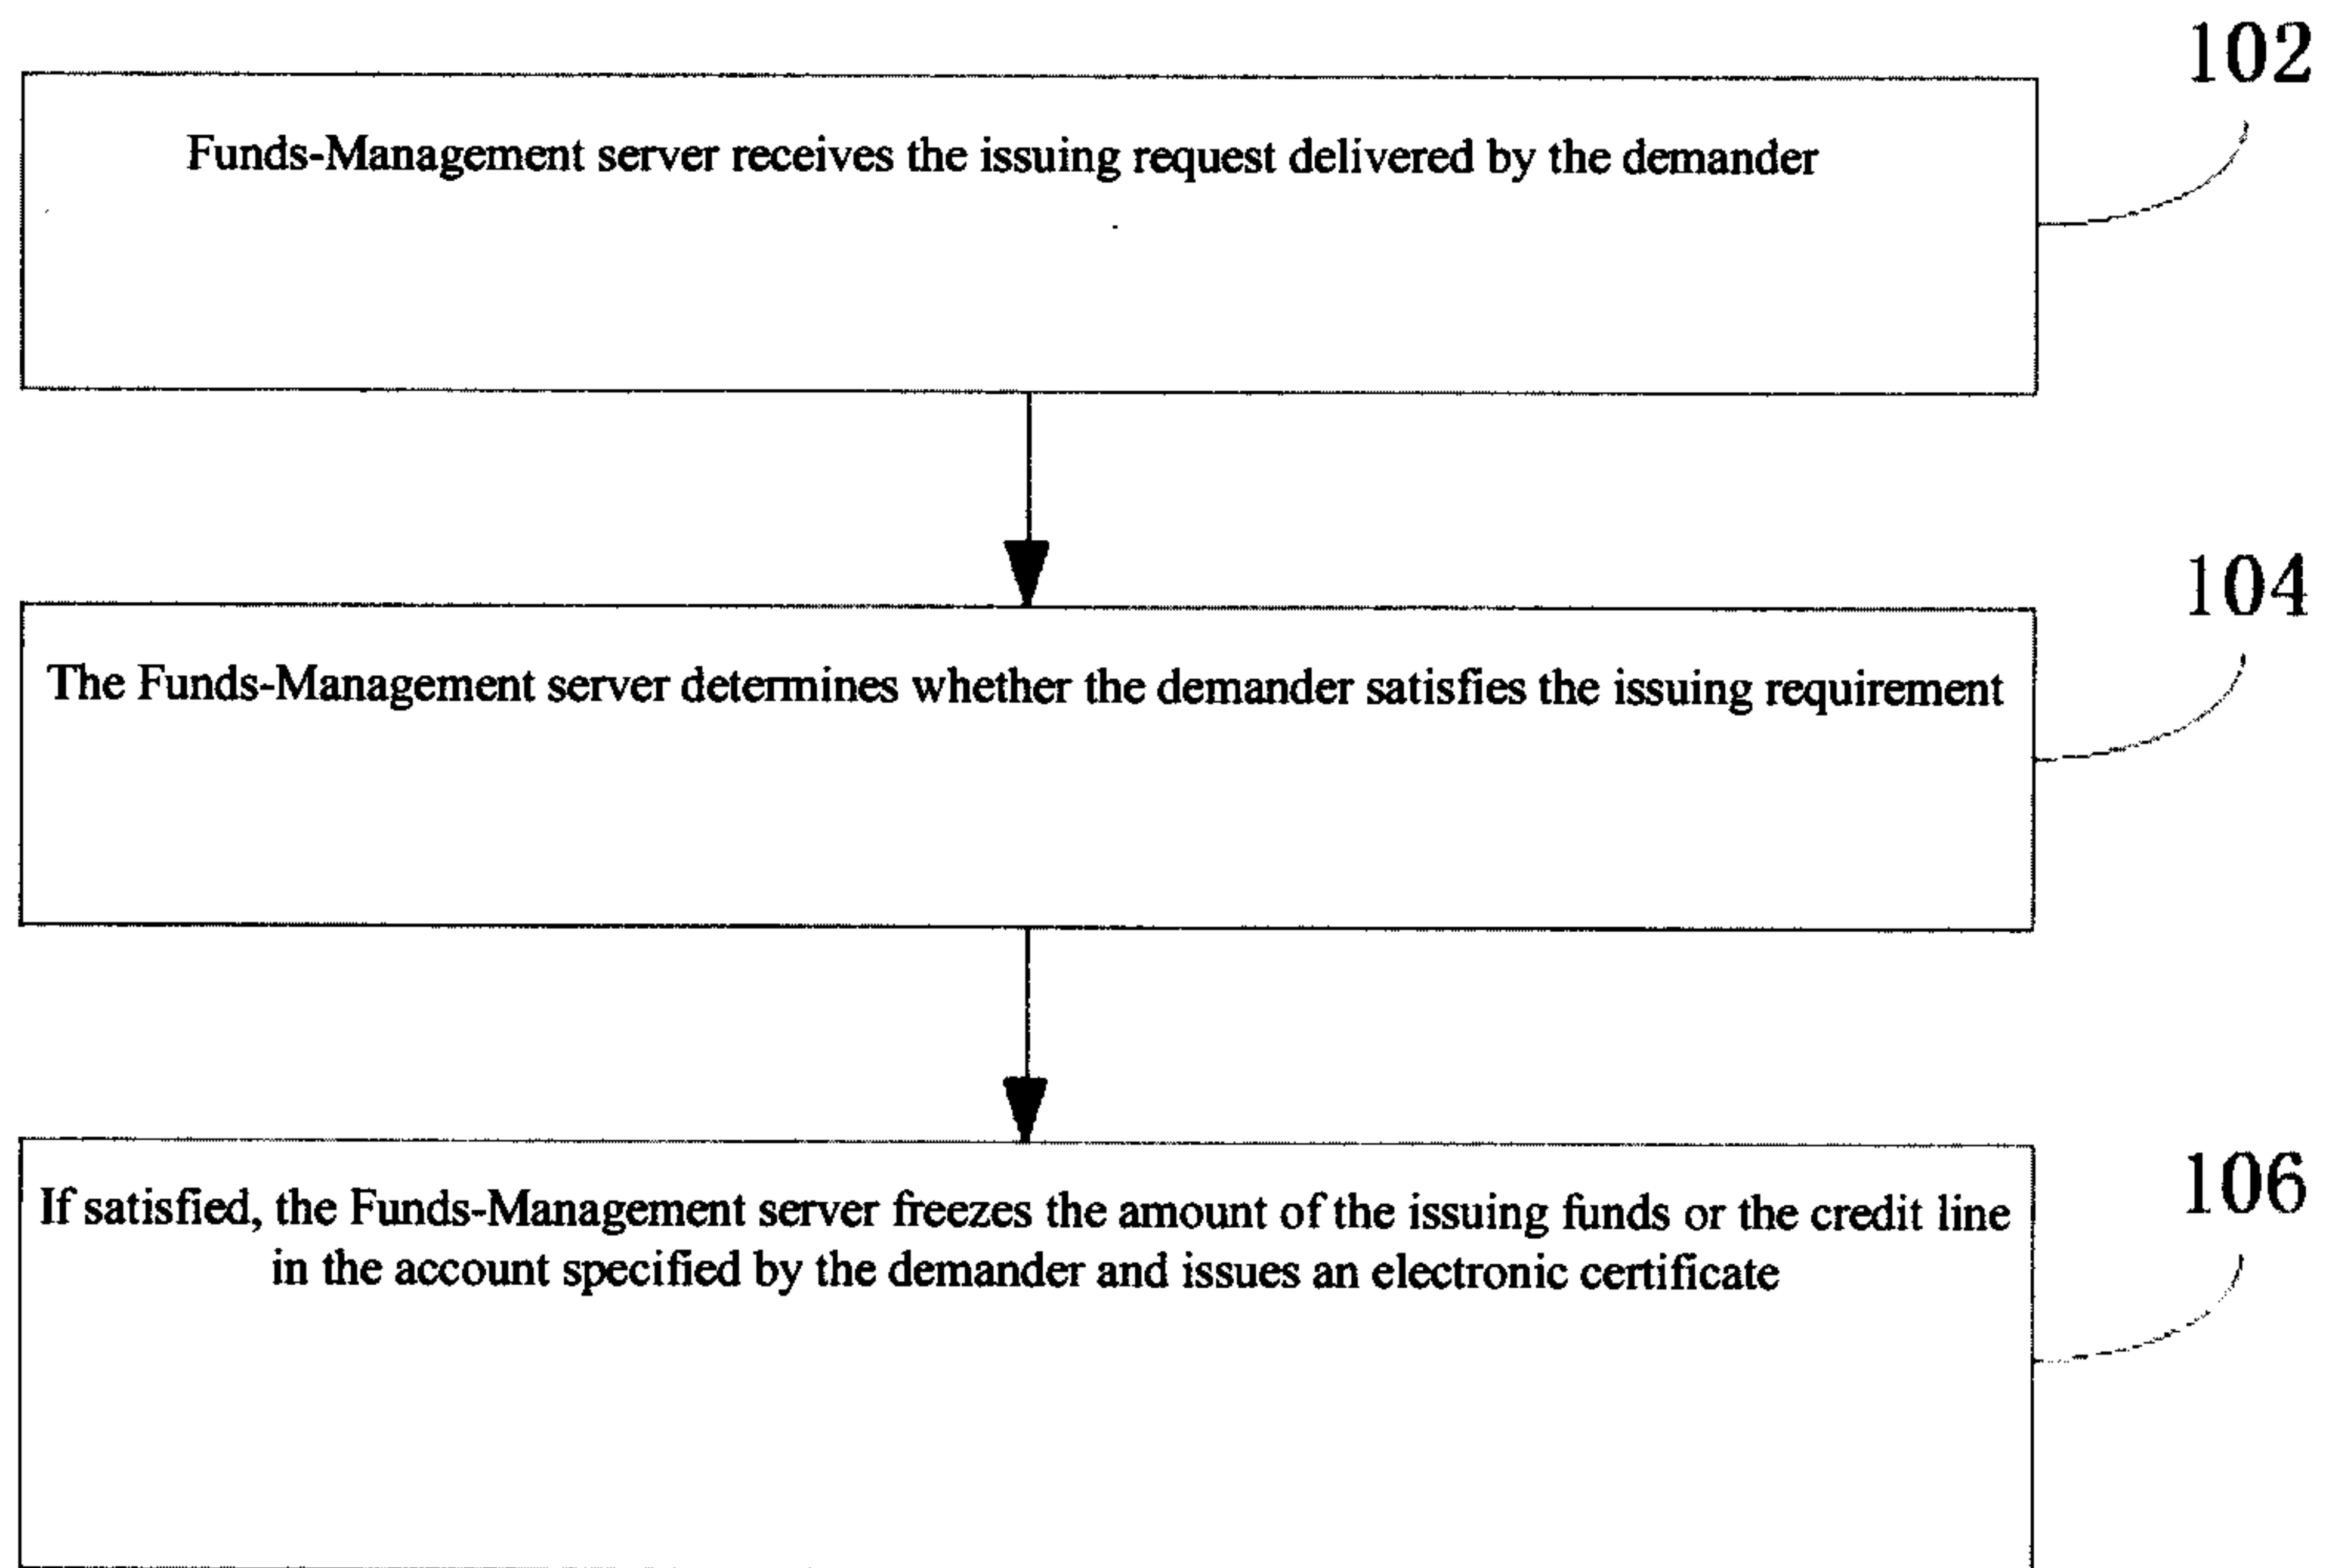 102
Funds-Management server receives the issuing request delivered by the demander
104
The Funds-Management server determines whether the demander satisfies the issuing requirement
106
If satisfied, the Funds-Management server freezes the amount of the issuing funds or the credit line
in the account specified by the demander and issues an electronic certificate